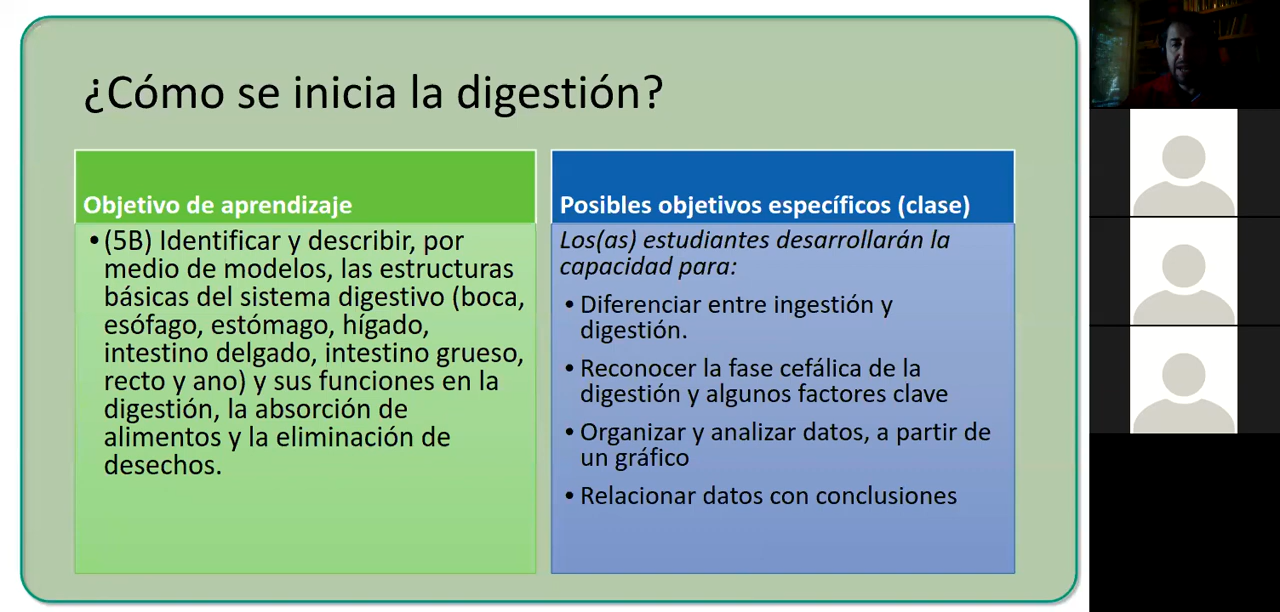 ¿Cómo se inicia la digestión?
Objetivo de aprendizaje
• (5B) Identificar y describir, por
medio de modelos, las estructuras
básicas del sistema digestivo (boca,
esófago, estómago, hígado,
intestino delgado, intestino grueso,
recto y ano) y sus funciones en la
digestión, la absorción de
alimentos y la eliminación de
desechos.
Posibles objetivos específicos (clase)
Los(as) estudiantes desarrollarán la
capacidad para:
• Diferenciar entre ingestión y
digestión.
• Reconocer la fase cefálica de la
digestión y algunos factores clave
• Organizar y analizar datos, a partir de
un gráfico
• Relacionar datos con conclusiones